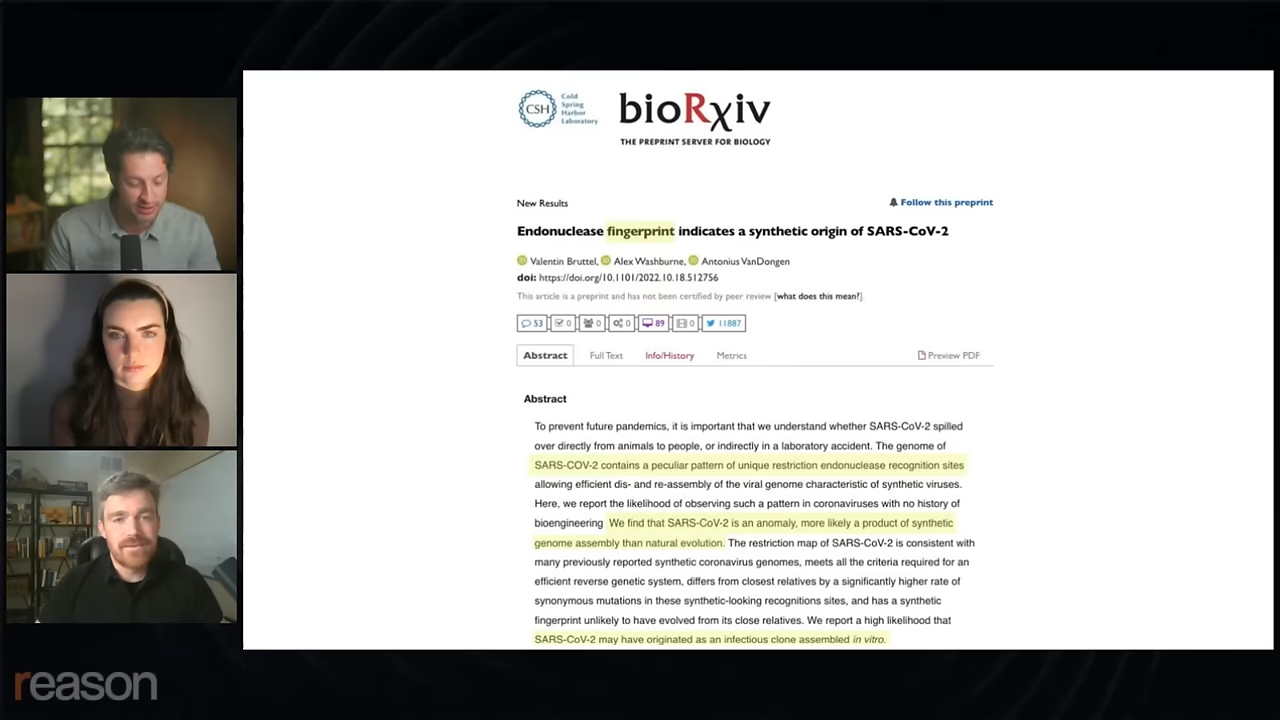 CSH
Cold
Spring
Harbor
Laboratory
bioRxiv
THE PREPRINT SERVER FOR BIOLOGY
New Results
Follow this preprint
Endonuclease fingerprint indicates a synthetic origin of SARS-CoV-2
Valentin Bruttel, Alex Washburne, Antonius VanDongen
doi: https://doi.org/10.1101/2022.10.18.512756
This article is a preprint and has not been certified by peer review [what does this mean?].
53 0 0 0 89 0 11887
Abstract Full Text Info/History Metrics Preview PDF
Abstract
To prevent future pandemics, it is important that we understand whether SARS-CoV-2 spilled
over directly from animals to people, or indirectly in a laboratory accident. The genome of
SARS-COV-2 contains a peculiar pattern of unique restriction endonuclease recognition sites
allowing efficient dis- and re-assembly of the viral genome characteristic of synthetic viruses.
Here, we report the likelihood of observing such a pattern in coronaviruses with no history of
bioengineering We find that SARS-CoV-2 is an anomaly, more likely a product of synthetic
genome assembly than natural evolution. The restriction map of SARS-CoV-2 is consistent with
many previously reported synthetic coronavirus genomes, meets all the criteria required for an
efficient reverse genetic system, differs from closest relatives by a significantly higher rate of
synonymous mutations in these synthetic-looking recognitions sites, and has a synthetic
fingerprint unlikely to have evolved from its close relatives. We report a high likelihood that
SARS-CoV-2 may have originated as an infectious clone assembled in vitro.
reason